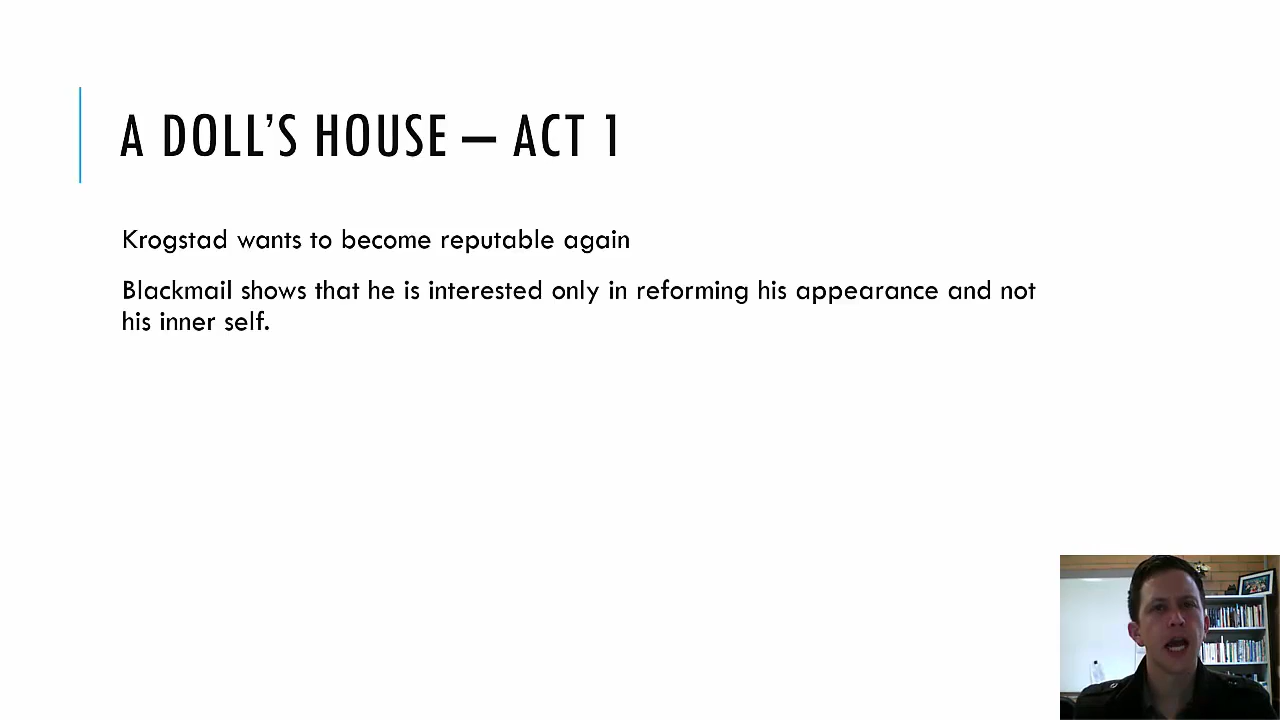 A DOLL’S HOUSE – ACT 1
Krogstad wants to become reputable again
Blackmail shows that he is interested only in reforming his appearance and not
his inner self.